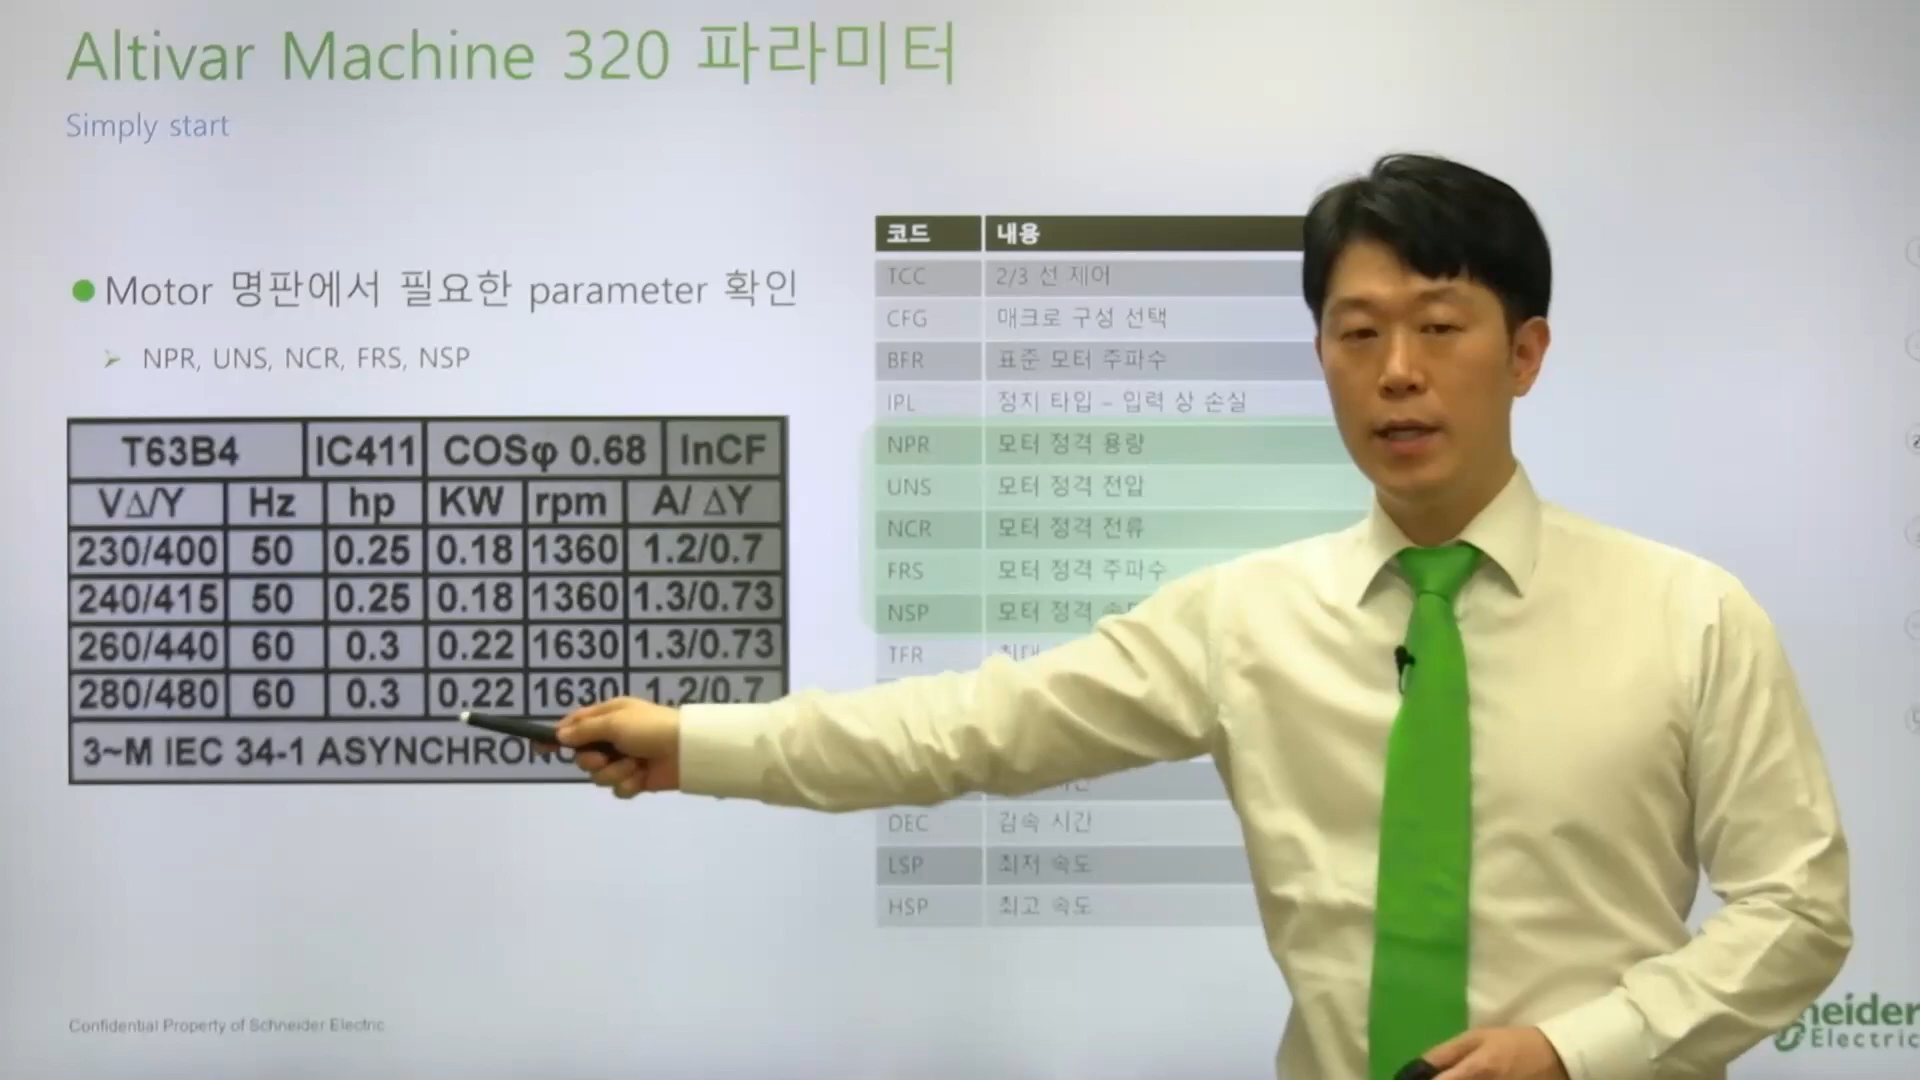 Altivar Machine 320 파라미터
Simply start
Motor 명판에서 필요한 parameter 확인
NPR, UNS, NCR, FRS, NSP
T63B4 IC411 COSφ 0.68 InCF
VΔ/Y Hz hp KW rpm A/ ΔY
230/400 50 0.25 0.18 1360 1.2/0.7
240/415 50 0.25 0.18 1360 1.3/0.73
260/440 60 0.3 0.22 1630 1.3/0.73
280/480 60 0.3 0.22 1630 1.2/0.7
3~M IEC 34-1
코드 내용
TCC 2/3 선 제어
CFG 매크로 구성 선택
BFR 표준 모터 주파수
IPL 정지 타입 – 입력 상 손실
NPR 모터 정격 용량
UNS 모터 정격 전압
NCR 모터 정격 전류
FRS 모터 정격 주파수
NSP 모터 정격
TFR 최대
DEC 감속 시간
LSP 최저 속도
HSP 최고 속도
Confidential Property of Schneider Electric
Electric